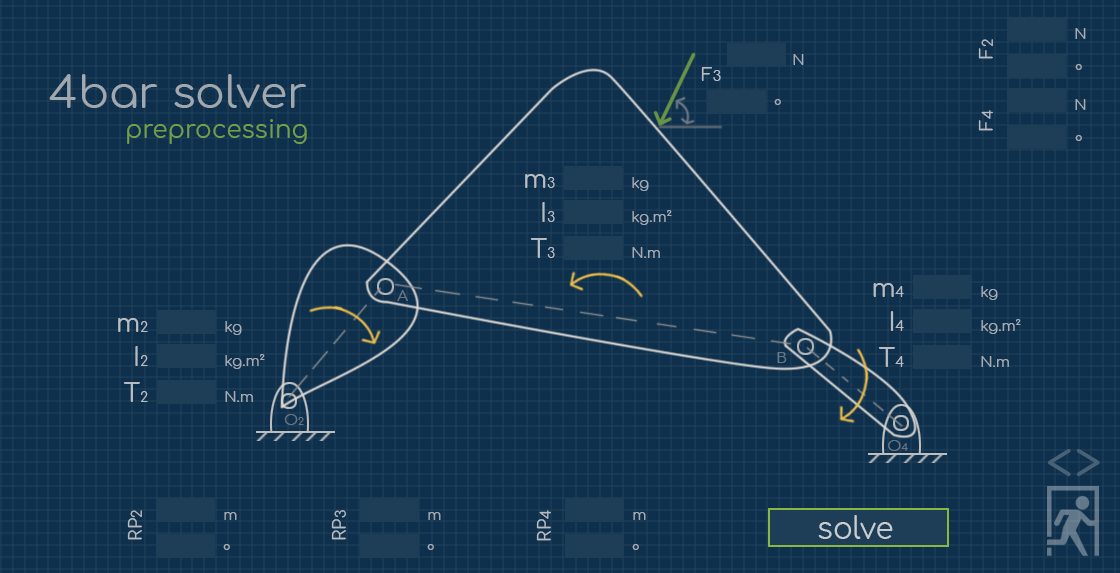 4bar solver
preprocessing
F3 N
°
F2 N
°
F4 N
°
m3 kg
I3 kg.m²
T3 N.m
A
m2 kg
I2 kg.m²
T2 N.m
O2
m4 kg
I4 kg.m²
T4 N.m
B
O4
RP2 m
°
RP3 m
°
RP4 m
°
solve
<>